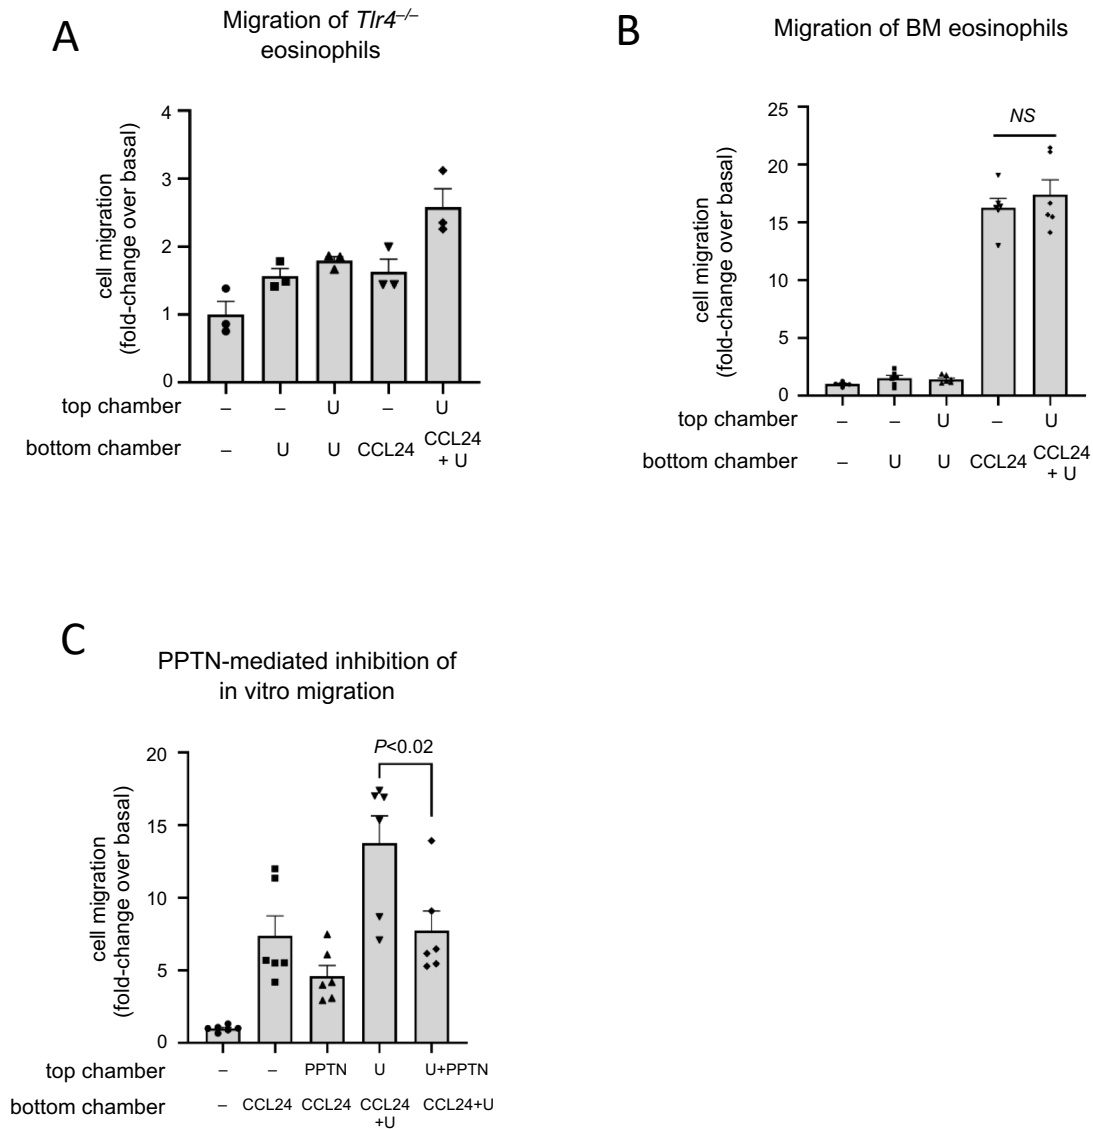 A
Migration of Tlr4–/–
eosinophils
cell migration
(fold-change over basal)
4
3
2
1
0
top chamber – – U – U
bottom chamber – U U CCL24 CCL24
+ U
B
Migration of BM eosinophils
cell migration
(fold-change over basal)
25
20
15
10
5
0
NS
top chamber – – U – U
bottom chamber – U U CCL24 CCL24
+ U
C
PPTN-mediated inhibition of
in vitro migration
cell migration
(fold-change over basal)
20
15
10
5
0
P<0.02
top chamber – – PPTN U U+PPTN
bottom chamber – CCL24 CCL24 CCL24 CCL24+U
+U